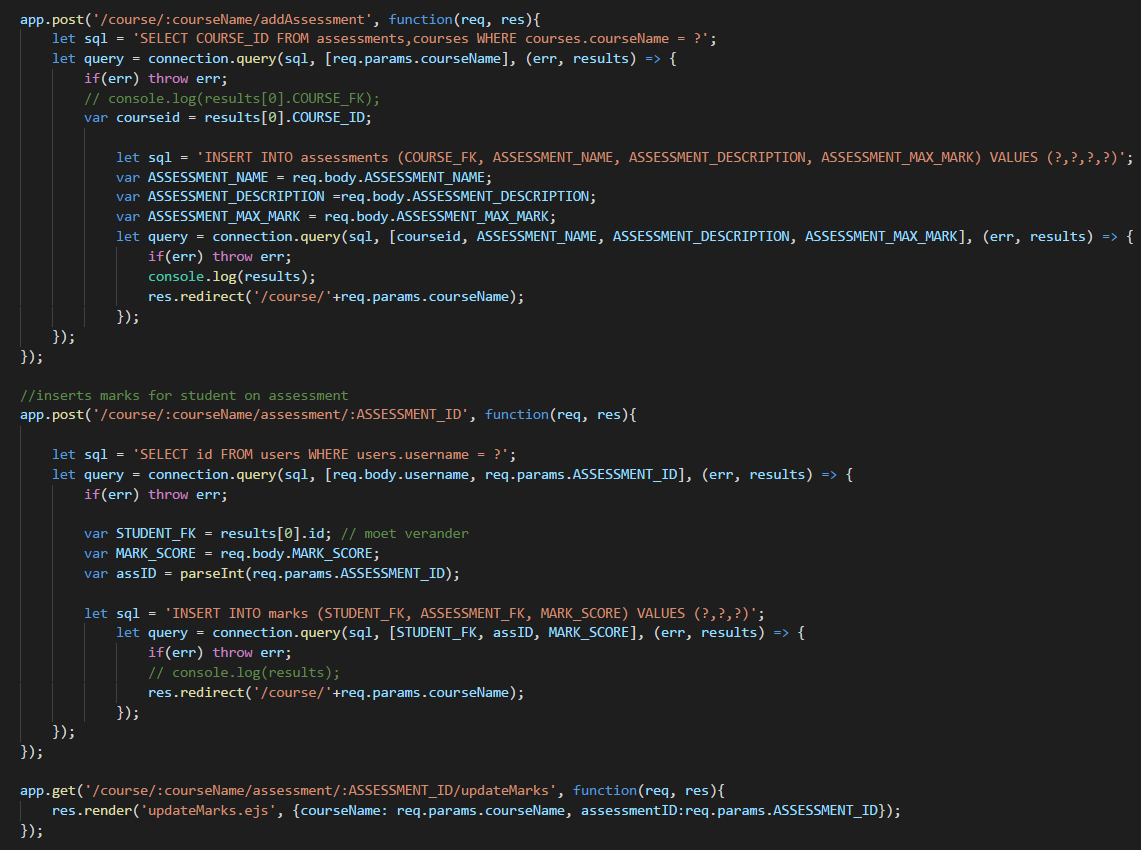 app.post('/course/:courseName/addAssessment', function(req, res){
let sql = 'SELECT COURSE_ID FROM assessments,courses WHERE courses.courseName = ?';
let query = connection.query(sql, [req.params.courseName], (err, results) => {
if(err) throw err;
// console.log(results[0].COURSE_FK);
var courseid = results[0].COURSE_ID;
let sql = 'INSERT INTO assessments (COURSE_FK, ASSESSMENT_NAME, ASSESSMENT_DESCRIPTION, ASSESSMENT_MAX_MARK) VALUES (?,?,?,?)';
var ASSESSMENT_NAME = req.body.ASSESSMENT_NAME;
var ASSESSMENT_DESCRIPTION =req.body.ASSESSMENT_DESCRIPTION;
var ASSESSMENT_MAX_MARK = req.body.ASSESSMENT_MAX_MARK;
let query = connection.query(sql, [courseid, ASSESSMENT_NAME, ASSESSMENT_DESCRIPTION, ASSESSMENT_MAX_MARK], (err, results) => {
if(err) throw err;
console.log(results);
res.redirect('/course/'+req.params.courseName);
});
});
});
//inserts marks for student on assessment
app.post('/course/:courseName/assessment/:ASSESSMENT_ID', function(req, res){
let sql = 'SELECT id FROM users WHERE users.username = ?';
let query = connection.query(sql, [req.body.username, req.params.ASSESSMENT_ID], (err, results) => {
if(err) throw err;
var STUDENT_FK = results[0].id; // moet verander
var MARK_SCORE = req.body.MARK_SCORE;
var assID = parseInt(req.params.ASSESSMENT_ID);
let sql = 'INSERT INTO marks (STUDENT_FK, ASSESSMENT_FK, MARK_SCORE) VALUES (?,?,?)';
let query = connection.query(sql, [STUDENT_FK, assID, MARK_SCORE], (err, results) => {
if(err) throw err;
// console.log(results);
res.redirect('/course/'+req.params.courseName);
});
});
});
app.get('/course/:courseName/assessment/:ASSESSMENT_ID/updateMarks', function(req, res){
res.render('updateMarks.ejs', {courseName: req.params.courseName, assessmentID:req.params.ASSESSMENT_ID});
});